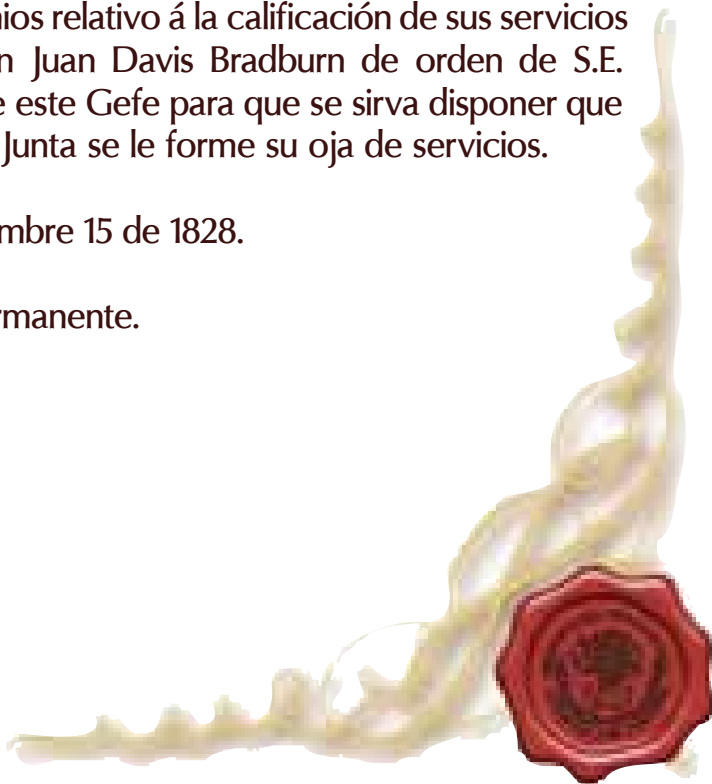 ios relativo á la calificación de sus servicios
n Juan Davis Bradburn de orden de S.E.
e este Gefe para que se sirva disponer que
Junta se le forme su oja de servicios.
mbre 15 de 1828.
rmanente.